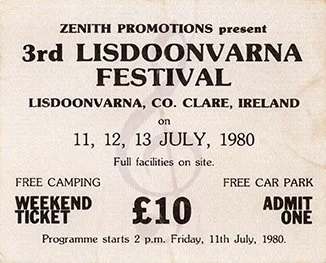 ZENITH PROMOTIONS present
3rd LISDOONVARNA
FESTIVAL
LISDOONVARNA, CO. CLARE, IRELAND
on
11, 12, 13 JULY, 1980
Full facilities on site.
FREE CAMPING FREE CAR PARK
WEEKEND TICKET £10 ADMIT ONE
Programme starts 2 p.m. Friday, 11th July, 1980.